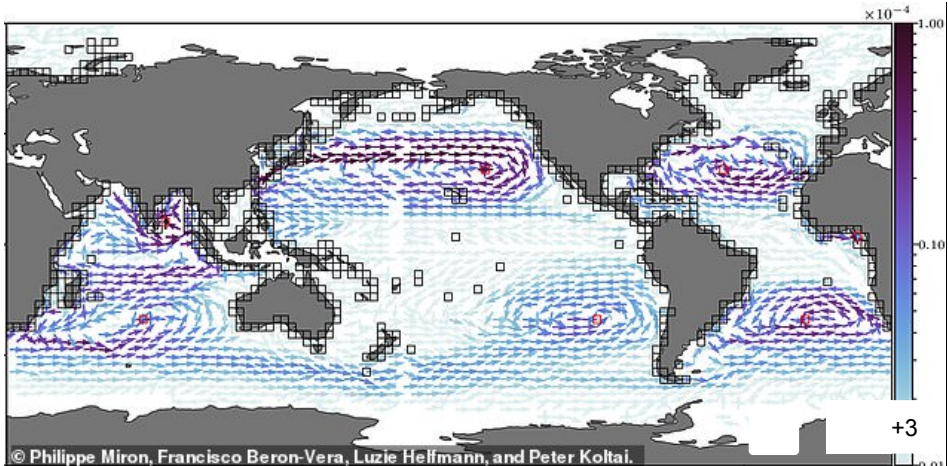 ×10⁻⁴
1.00
0.10
+3
© Philippe Miron, Francisco Beron-Vera, Luzie Helfmann, and Peter Koltai.